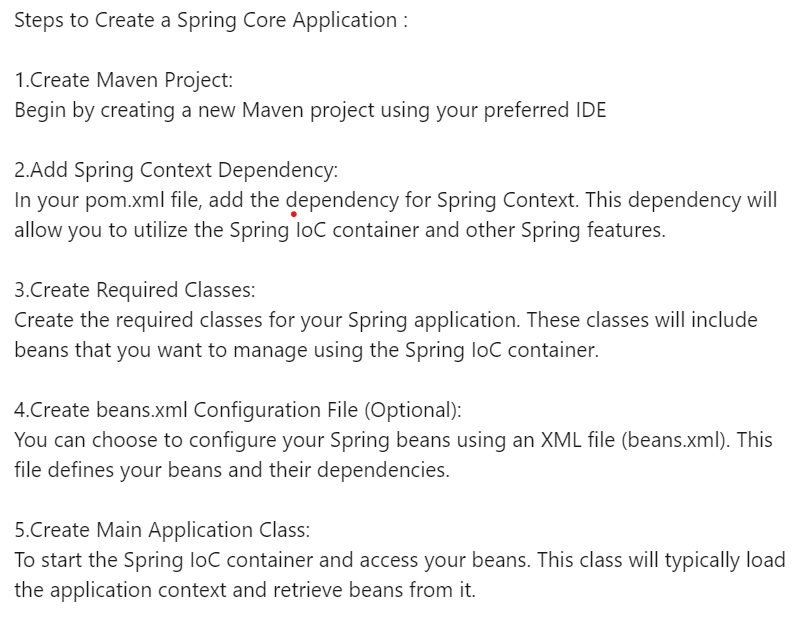 Steps to Create a Spring Core Application :
1.Create Maven Project:
Begin by creating a new Maven project using your preferred IDE
2.Add Spring Context Dependency:
In your pom.xml file, add the dependency for Spring Context. This dependency will
allow you to utilize the Spring IoC container and other Spring features.
3.Create Required Classes:
Create the required classes for your Spring application. These classes will include
beans that you want to manage using the Spring IoC container.
4.Create beans.xml Configuration File (Optional):
You can choose to configure your Spring beans using an XML file (beans.xml). This
file defines your beans and their dependencies.
5.Create Main Application Class:
To start the Spring IoC container and access your beans. This class will typically load
the application context and retrieve beans from it.